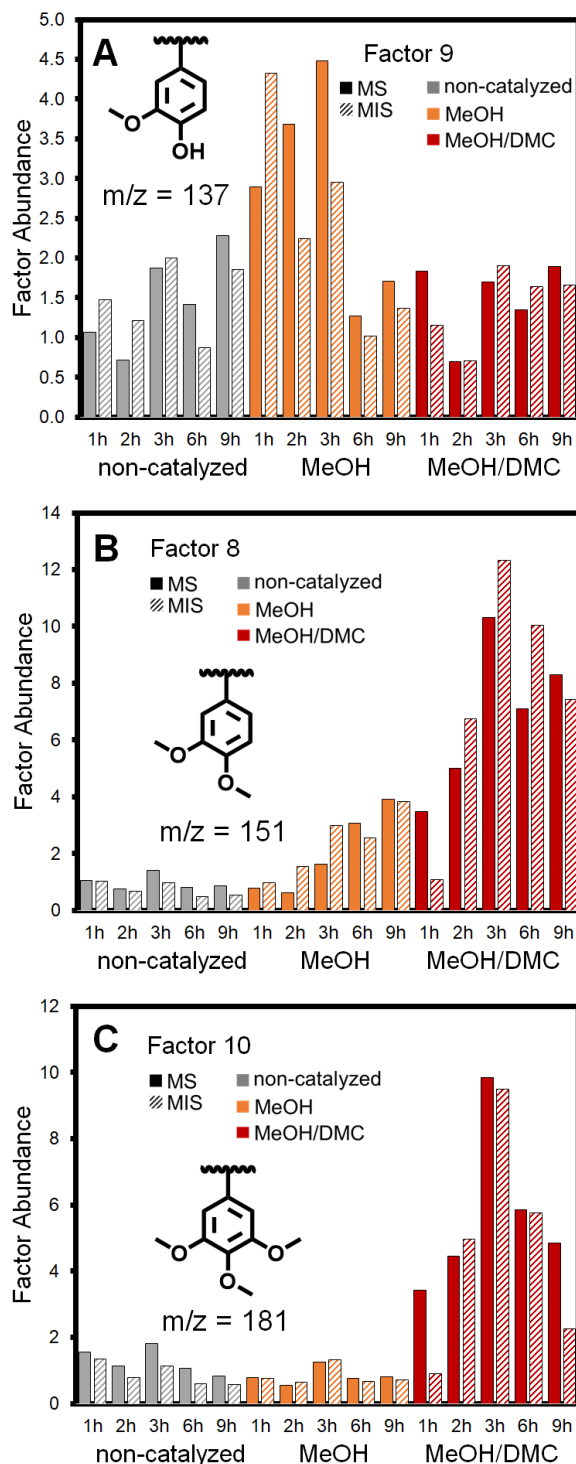 A
Factor 9
MS
MIS
non-catalyzed
MeOH
MeOH/DMC
O
OH
m/z = 137
Factor Abundance
5.0
4.5
4.0
3.5
3.0
2.5
2.0
1.5
1.0
0.5
0.0
1h 2h 3h 6h 9h 1h 2h 3h 6h 9h 1h 2h 3h 6h 9h
non-catalyzed MeOH MeOH/DMC
B
Factor 8
MS
MIS
non-catalyzed
MeOH
MeOH/DMC
O
O
m/z = 151
Factor Abundance
14
12
10
8
6
4
2
0
1h 2h 3h 6h 9h 1h 2h 3h 6h 9h 1h 2h 3h 6h 9h
non-catalyzed MeOH MeOH/DMC
C
Factor 10
MS
MIS
non-catalyzed
MeOH
MeOH/DMC
O O
O
m/z = 181
Factor Abundance
12
10
8
6
4
2
0
1h 2h 3h 6h 9h 1h 2h 3h 6h 9h 1h 2h 3h 6h 9h
non-catalyzed MeOH MeOH/DMC